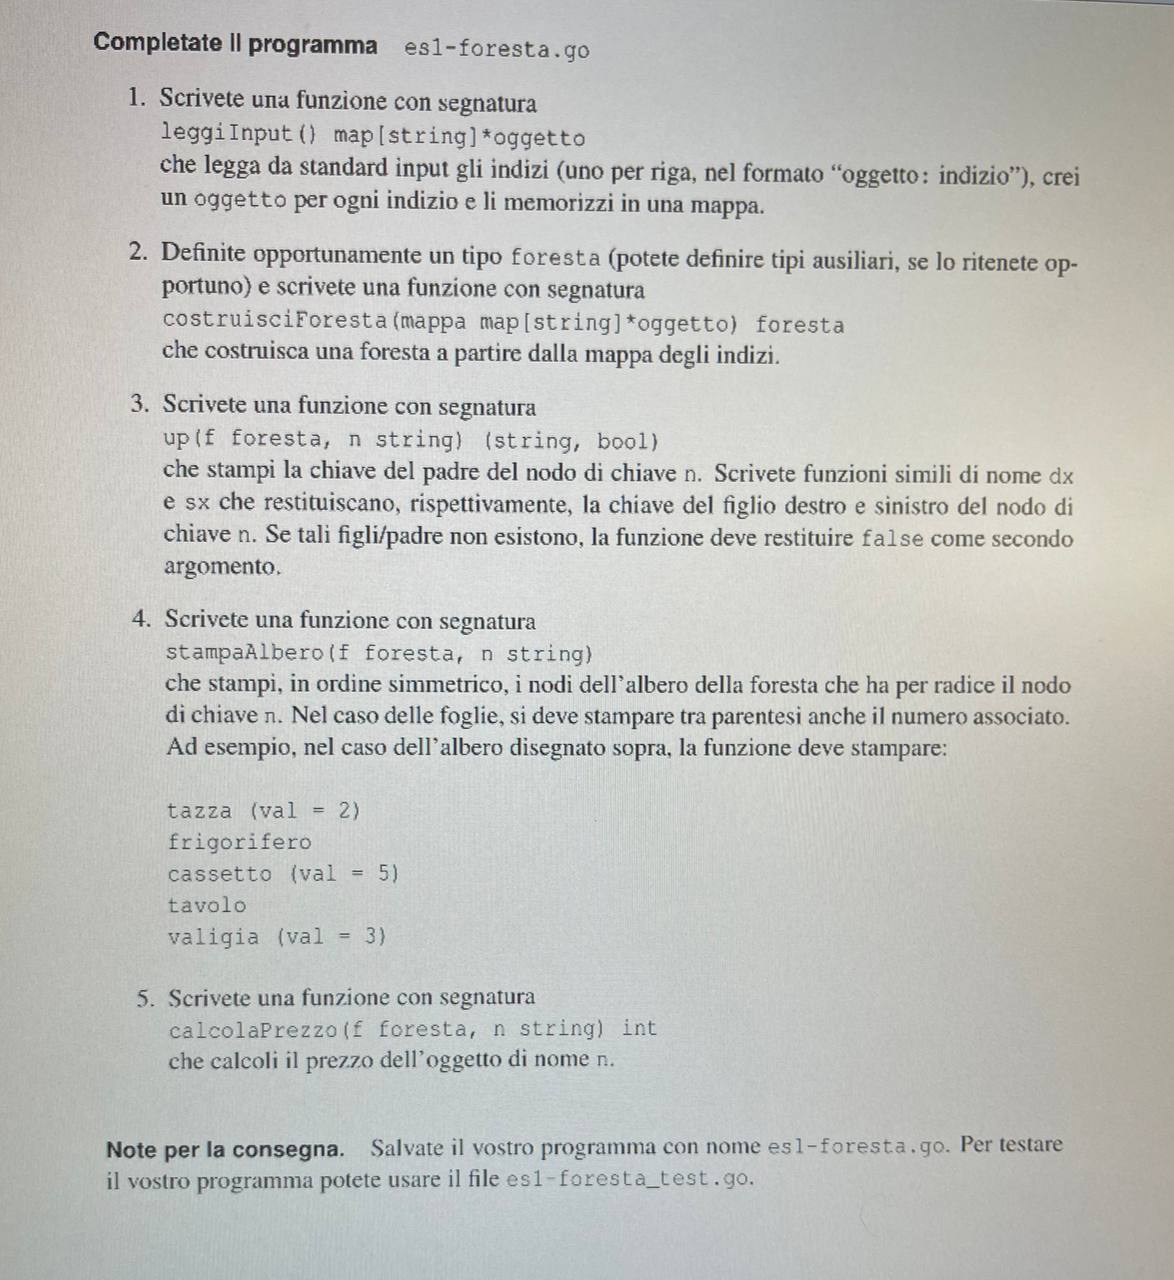 Completate Il programma es1-foresta.go
1. Scrivete una funzione con segnatura
leggiInput() map[string]*oggetto
che legga da standard input gli indizi (uno per riga, nel formato “oggetto: indizio”), crei
un oggetto per ogni indizio e li memorizzi in una mappa.
2. Definite opportunamente un tipo foresta (potete definire tipi ausiliari, se lo ritenete op-
portuno) e scrivete una funzione con segnatura
costruisciForesta(mappa map[string]*oggetto) foresta
che costruisca una foresta a partire dalla mappa degli indizi.
3. Scrivete una funzione con segnatura
up(f foresta, n string) (string, bool)
che stampi la chiave del padre del nodo di chiave n. Scrivete funzioni simili di nome dx
e sx che restituiscano, rispettivamente, la chiave del figlio destro e sinistro del nodo di
chiave n. Se tali figli/padre non esistono, la funzione deve restituire false come secondo
argomento.
4. Scrivete una funzione con segnatura
stampaAlbero(f foresta, n string)
che stampi, in ordine simmetrico, i nodi dell’albero della foresta che ha per radice il nodo
di chiave n. Nel caso delle foglie, si deve stampare tra parentesi anche il numero associato.
Ad esempio, nel caso dell’albero disegnato sopra, la funzione deve stampare:
tazza (val = 2)
frigorifero
cassetto (val = 5)
tavolo
valigia (val = 3)
5. Scrivete una funzione con segnatura
calcolaPrezzo(f foresta, n string) int
che calcoli il prezzo dell’oggetto di nome n.
Note per la consegna. Salvate il vostro programma con nome es1-foresta.go. Per testare
il vostro programma potete usare il file es1-foresta_test.go.